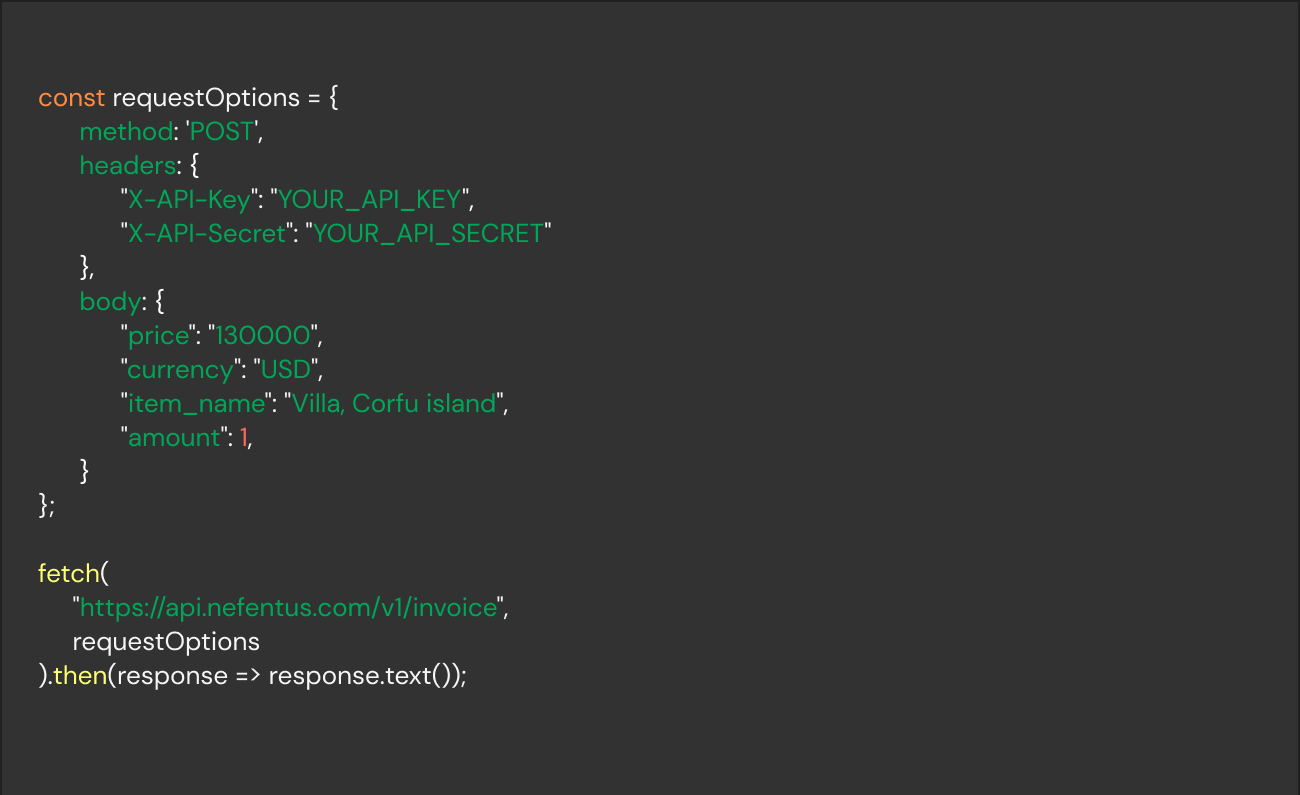 const requestOptions = {
method: 'POST',
headers: {
"X-API-Key": "YOUR_API_KEY",
"X-API-Secret": "YOUR_API_SECRET"
},
body: {
"price": "130000",
"currency": "USD",
"item_name": "Villa, Corfu island",
"amount": 1,
}
};
fetch(
"https://api.nefentus.com/v1/invoice",
requestOptions
).then(response => response.text());